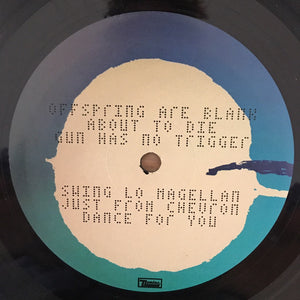 OFFSPRING ARE BLANK
ABOUT TO DIE
GUN HAS NO TRIGGER
SWING LO MAGELLAN
JUST FROM CHEVRON
DANCE FOR YOU
Domino